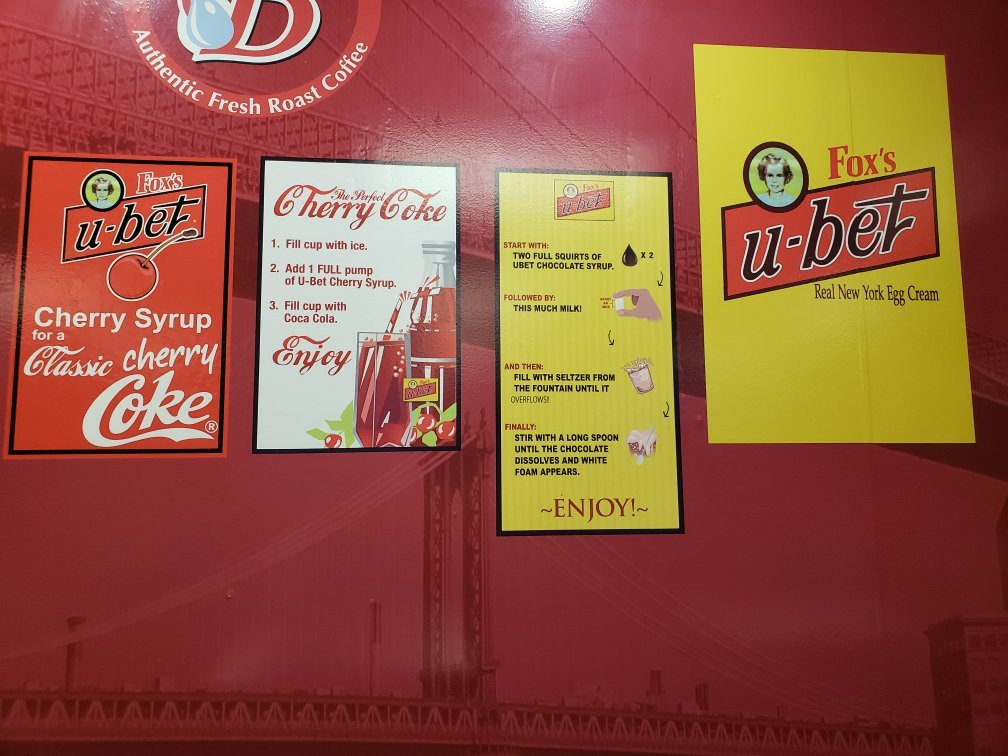 D
Authentic Fresh Roast Coffee
Fox's
u-bet
Cherry Syrup
for a
Classic cherry
Coke®
The Perfect
Cherry Coke
1. Fill cup with ice.
2. Add 1 FULL pump
of U-Bet Cherry Syrup.
3. Fill cup with
Coca Cola.
Enjoy
Fox's
u-bet
START WITH:
TWO FULL SQUIRTS OF
UBET CHOCOLATE SYRUP.
X 2
FOLLOWED BY:
THIS MUCH MILK!
AND THEN:
FILL WITH SELTZER FROM
THE FOUNTAIN UNTIL IT
OVERFLOWS!!
FINALLY:
STIR WITH A LONG SPOON
UNTIL THE CHOCOLATE
DISSOLVES AND WHITE
FOAM APPEARS.
~ENJOY!~
Fox's
u-bet
Real New York Egg Cream